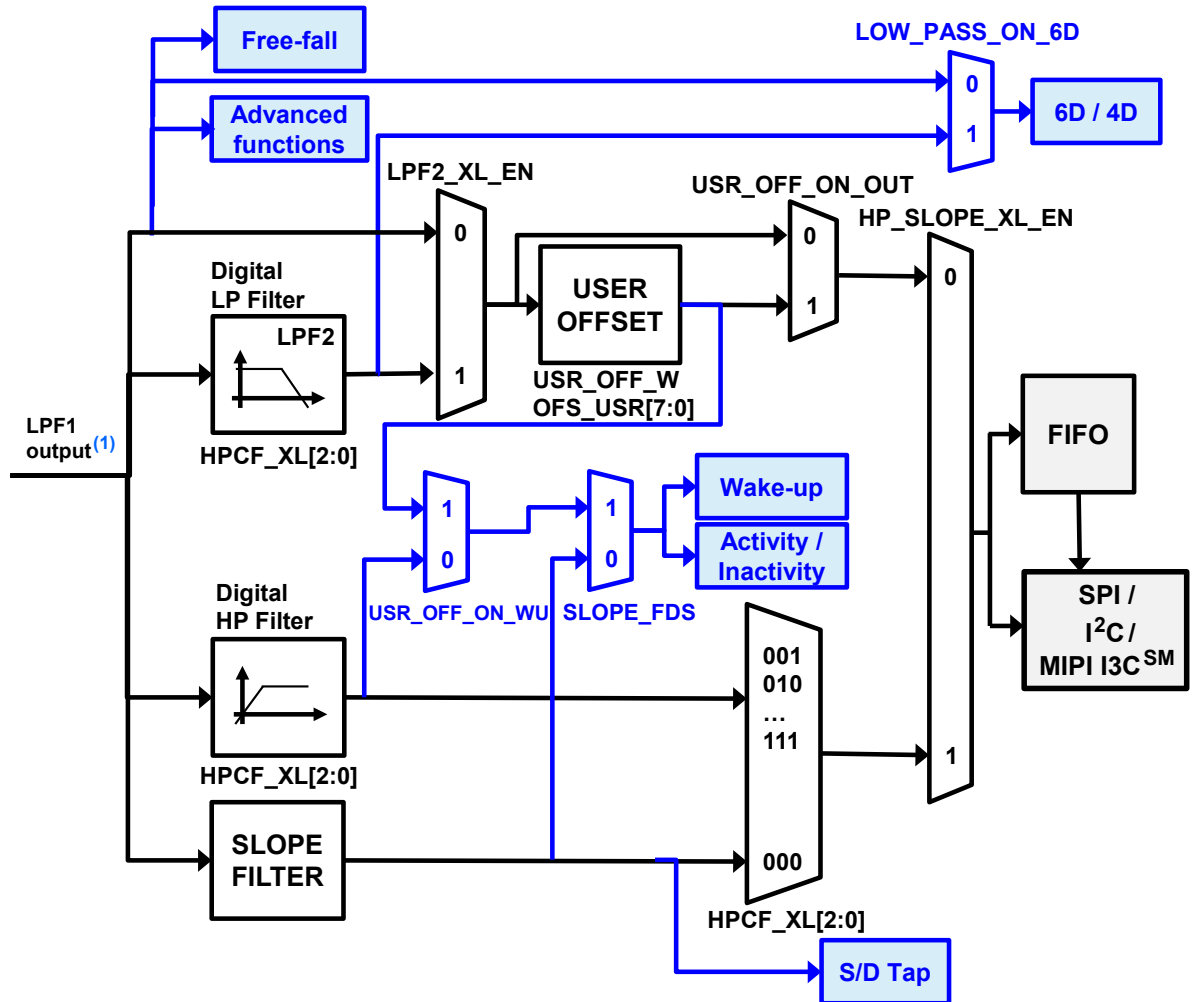 Free-fall
LOW_PASS_ON_6D
0
1
6D / 4D
Advanced
functions
LPF2_XL_EN
0
1
USR_OFF_ON_OUT
0
1
HP_SLOPE_XL_EN
0
1
Digital
LP Filter
LPF2
HPCF_XL[2:0]
USER
OFFSET
USR_OFF_W
OFS_USR[7:0]
LPF1
output(1)
FIFO
SPI /
I2C /
MIPI I3CSM
1
0
USR_OFF_ON_WU
1
0
SLOPE_FDS
Wake-up
Activity /
Inactivity
Digital
HP Filter
HPCF_XL[2:0]
001
010
...
111
000
HPCF_XL[2:0]
SLOPE
FILTER
S/D Tap